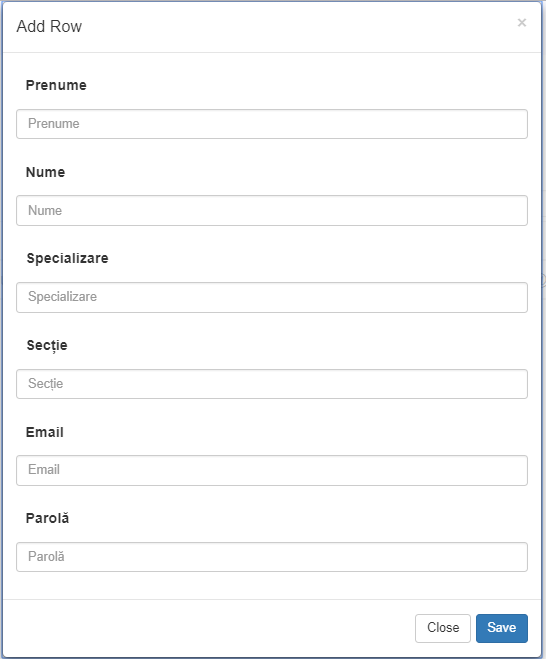 Add Row ×
Prenume
Prenume
Nume
Nume
Specializare
Specializare
Secție
Secție
Email
Email
Parolă
Parolă
Close Save